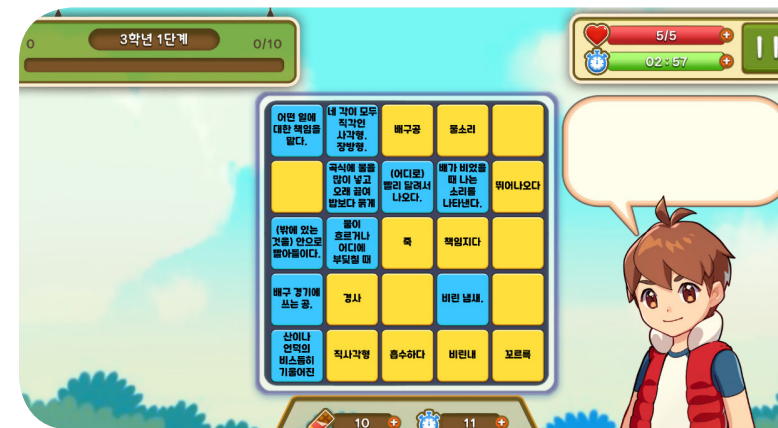 0
3학년 1단계
0/10
5/5
02:57
어떤 일에
대한 책임을
맡다.
네 각이 모두
직각인
사각형.
장방형.
배구공
물소리
곡식에 물을
많이 넣고
오래 끓여
밥보다 묽게
(어디로)
빨리 달려서
나오다.
배가 비었을
때 나는
소리를
나타낸다.
뛰어나오다
(밖에 있는
것을) 안으로
빨아들이다.
물이
흐르거나
어디에
부딪칠 때
죽
책임지다
배구 경기에
쓰는 공.
경사
비린 냄새.
산이나
언덕의
비스듬히
기울어진
직사각형
흡수하다
비린내
꼬르륵
10
11